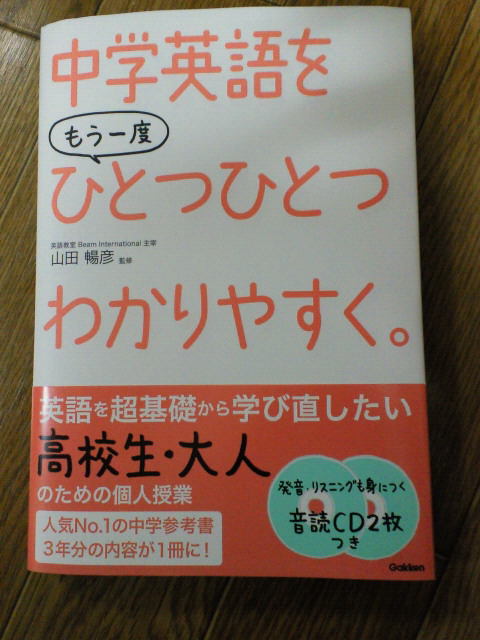 中学英語を
もう一度
ひとつひとつ
英語教室 Beam International 主宰
山田 暢彦 監修
わかりやすく。
英語を超基礎から学び直したい
高校生・大人
のための個人授業
人気No.1の中学参考書
3年分の内容が1冊に!
発音・リスニングも身につく
音読CD2枚
つき
Gakken